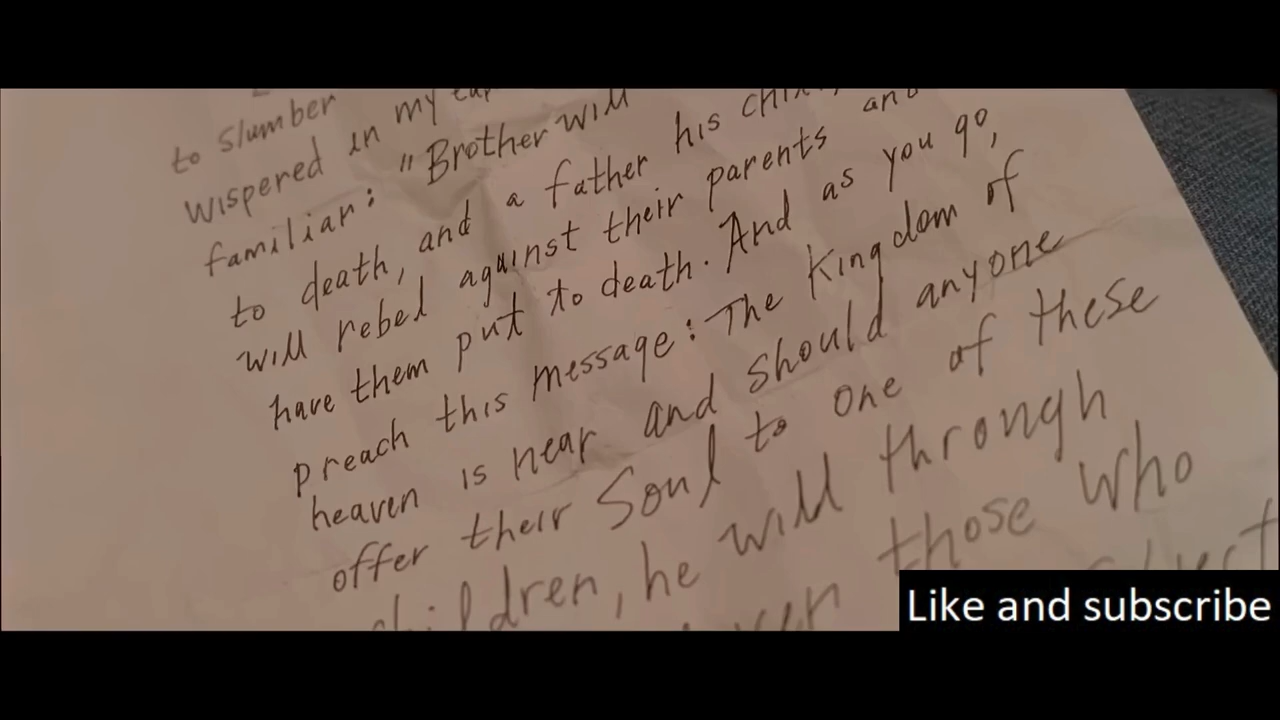 to slumber
wispered in my
familiar: "Brother will
to death, and a father his
will rebel against their parents and
have them put to death. And as you go,
preach this message: The Kingdom of
heaven is near and should anyone
offer their Soul to one of these
children, he will through
those who
Like and subscribe